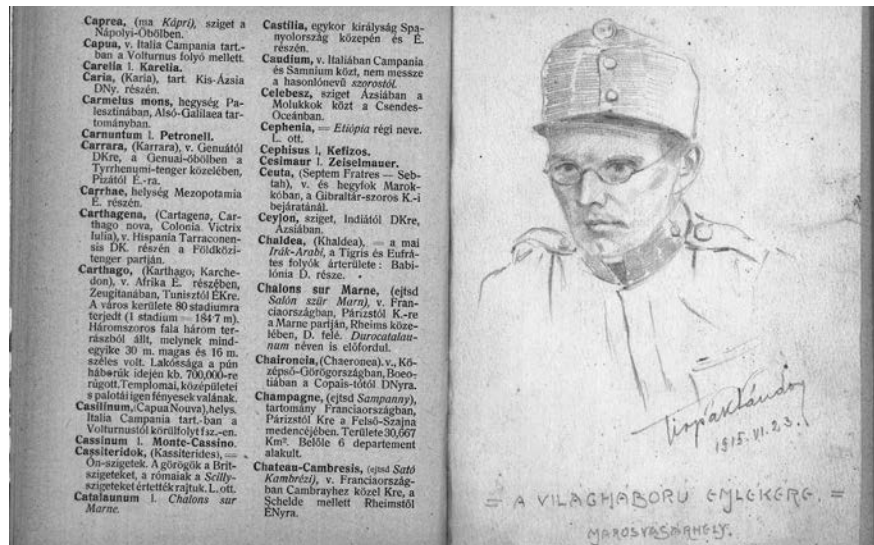 Caprea, (ma Kápri), sziget a
Nápolyi-Öbölben.
Capua, v. Italia Campania tart.-
ban a Volturnus folyó mellett.
Carelia l. Karelia.
Caria, (Karia), tart. Kis-Ázsia
DNy. részén.
Carmelus mons, hegység Pa-
lesztinában, Alsó-Galilaea tar-
tományban.
Carnuntum l. Petronell.
Carrara, (Karrara), v. Genuától
DKre, a Genuai-öbölben a
Tyrrhenumi-tenger közelében,
Pizától É.-ra.
Carrhae, helység Mezopotamia
É. részén.
Carthagena, (Cartagena, Car-
thago nova, Colonia Victrix
Iulia), v. Hispania Tarraconen-
sis DK. részén a Földközi-
tenger partján.
Carthago, (Karthago, Karche-
don), v. Afrika É. részében,
Zeugitanában, Tunisztól ÉKre.
A város kerülete 80 stadiumra
terjedt (1 stadium = 184·7 m).
Háromszoros fala három ter-
rászból állt, melynek mind-
egyike 30 m. magas és 16 m.
széles volt. Lakóssága a pún
háborúk idején kb. 700,000-re
rúgott. Templomai, középületei
s palotái igen fényesek valának.
Casilinum, (Capua Nouva), helys.
Italia Campania tart.-ban a
Volturnustól körülfolyt sz.-en.
Cassinum l. Monte-Cassino.
Cassiteridok, (Kassiterides), =
Ón-szigetek. A görögök a Brit-
szigeteket, a rómaiak a Scilly-
szigeteket értették rajtuk. L. ott.
Catalaunum l. Chalons sur
Marne.
Castilia, egykor királyság Spa-
nyolország közepén és É.
részén.
Caudium, v. Italiában Campania
és Samnium közt, nem messze
a hasonlónevű szorostól.
Celebesz, sziget Ázsiában a
Molukkok közt a Csendes-
Oceánban.
Cephenia, = Etiópia régi neve.
L. ott.
Cephisus l. Kefizos.
Cesimaur l. Zeiselmauer.
Ceuta, (Septem Fratres — Seb-
tah), v. és hegyfok Marok-
kóban, a Gibraltár-szoros K.-i
bejáratánál.
Ceylon, sziget, Indiától DKre,
Ázsiában.
Chaldea, (Khaldea), = a mai
Irák-Arabi, a Tigris és Eufrá-
tes folyók árterülete: Babi-
lónia D. része.
Chalons sur Marne, (ejtsd
Salón szür Marn), v. Fran-
ciaországban, Párizstól K.-re
a Marne partján, Rheims köze-
lében, D. felé. Durocatalau-
num néven is előfordul.
Chaironeia, (Chaeronea). v., Kö-
zépső-Görögországban, Boeo-
tiában a Copais-tótól DNyra.
Champagne, (ejtsd Sampanny),
tartomány Franciaországban,
Párizstól Kre a Felső-Szajna
medencéjében. Területe 30,667
Km². Belőle 6 departement
alakult.
Chateau-Cambresis, (ejtsd Sató
Kambrézi), v. Franciaország-
ban Cambrayhez közel Kre, a
Schelde mellett Rheimstól
ÉNyra.
Tirpák Sándor
1915. VI. 23.
= A VILÁGHÁBORÚ EMLÉKÉRE. =
MAROSVÁSÁRHELY.